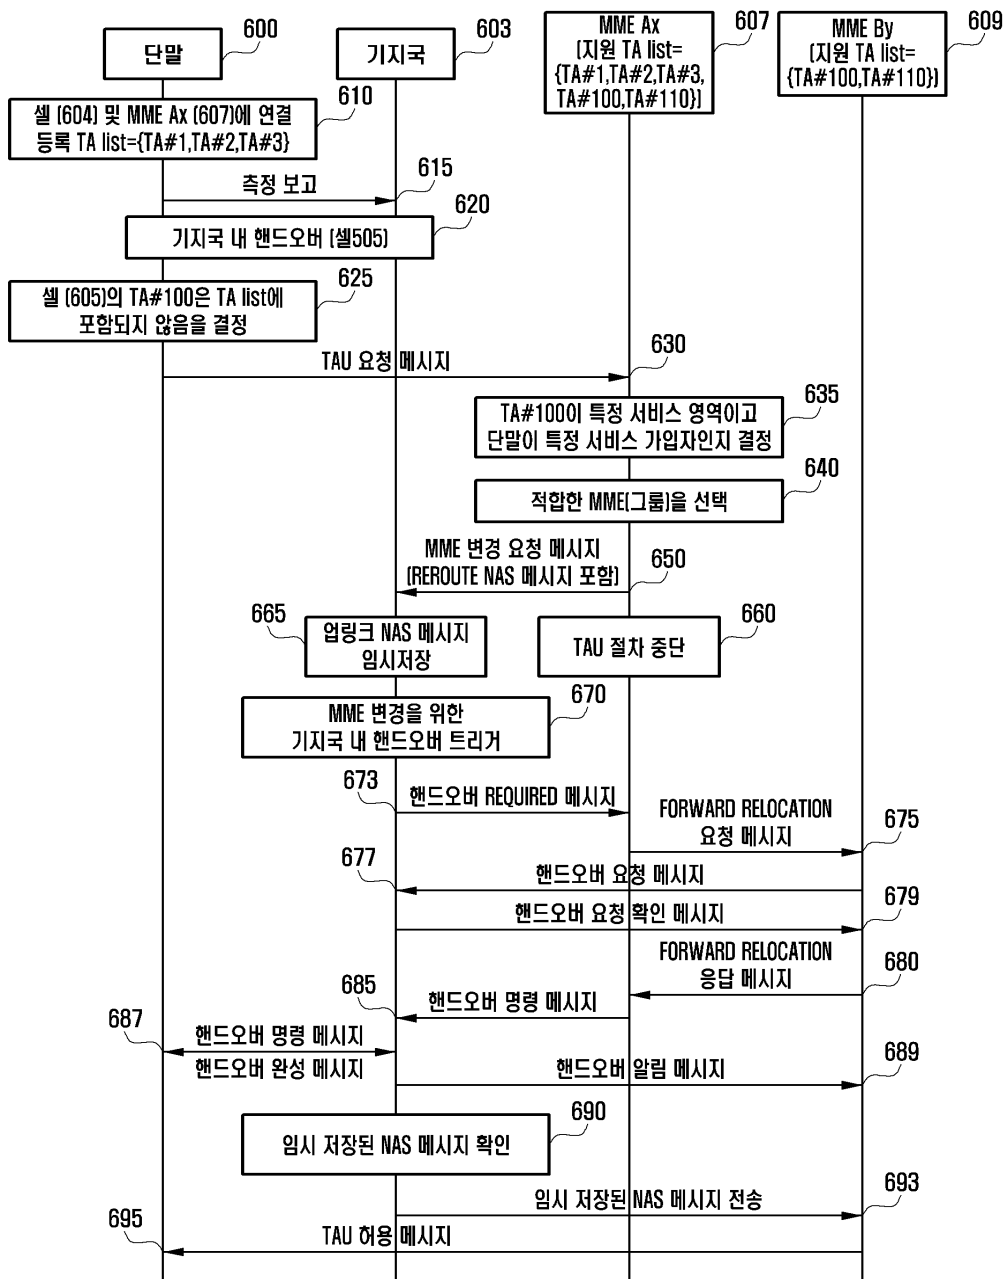 단말
600
기지국
603
MME Ax
(지원 TA list=
{TA#1,TA#2,TA#3,
TA#100,TA#110})
607
MME By
(지원 TA list=
{TA#100,TA#110})
609
셀 (604) 및 MME Ax (607)에 연결
등록 TA list={TA#1,TA#2,TA#3}
610
측정 보고
615
기지국 내 핸드오버 (셀505)
620
셀 (605)의 TA#100은 TA list에
포함되지 않음을 결정
625
TAU 요청 메시지
630
TA#100이 특정 서비스 영역이고
단말이 특정 서비스 가입자인지 결정
635
적합한 MME(그룹)을 선택
640
MME 변경 요청 메시지
(REROUTE NAS 메시지 포함)
650
665
업링크 NAS 메시지
임시저장
TAU 절차 중단
660
MME 변경을 위한
기지국 내 핸드오버 트리거
670
673
핸드오버 REQUIRED 메시지
FORWARD RELOCATION
요청 메시지
675
677
핸드오버 요청 메시지
핸드오버 요청 확인 메시지
679
FORWARD RELOCATION
응답 메시지
680
685
핸드오버 명령 메시지
687
핸드오버 명령 메시지
핸드오버 완성 메시지
핸드오버 알림 메시지
689
임시 저장된 NAS 메시지 확인
690
임시 저장된 NAS 메시지 전송
693
695
TAU 허용 메시지